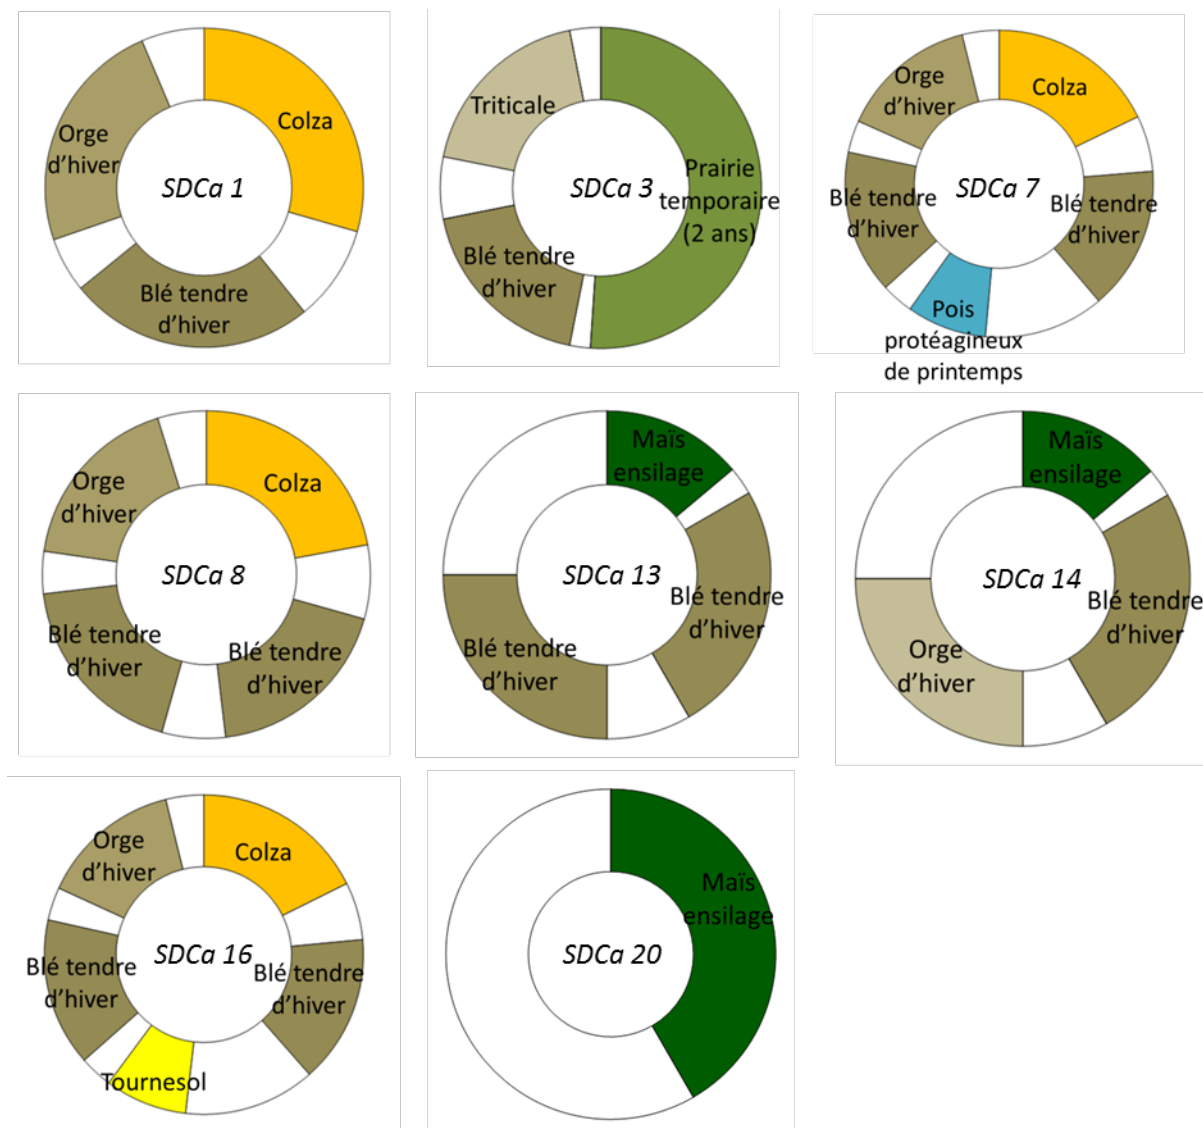 Colza
Orge
d'hiver
SDCa 1
Blé tendre
d'hiver
Triticale
SDCa 3
Prairie
temporaire
(2 ans)
Blé tendre
d'hiver
Orge
d'hiver
Colza
SDCa 7
Blé tendre
d'hiver
Blé tendre
d'hiver
Pois
protéagineux
de printemps
Orge
d'hiver
Colza
SDCa 8
Blé tendre
d'hiver
Blé tendre
d'hiver
Maïs
ensilage
SDCa 13
Blé tendre
d'hiver
Blé tendre
d'hiver
Maïs
ensilage
SDCa 14
Blé tendre
d'hiver
Orge
d'hiver
Orge
d'hiver
Colza
SDCa 16
Blé tendre
d'hiver
Blé tendre
d'hiver
Tournesol
Maïs
ensilage
SDCa 20